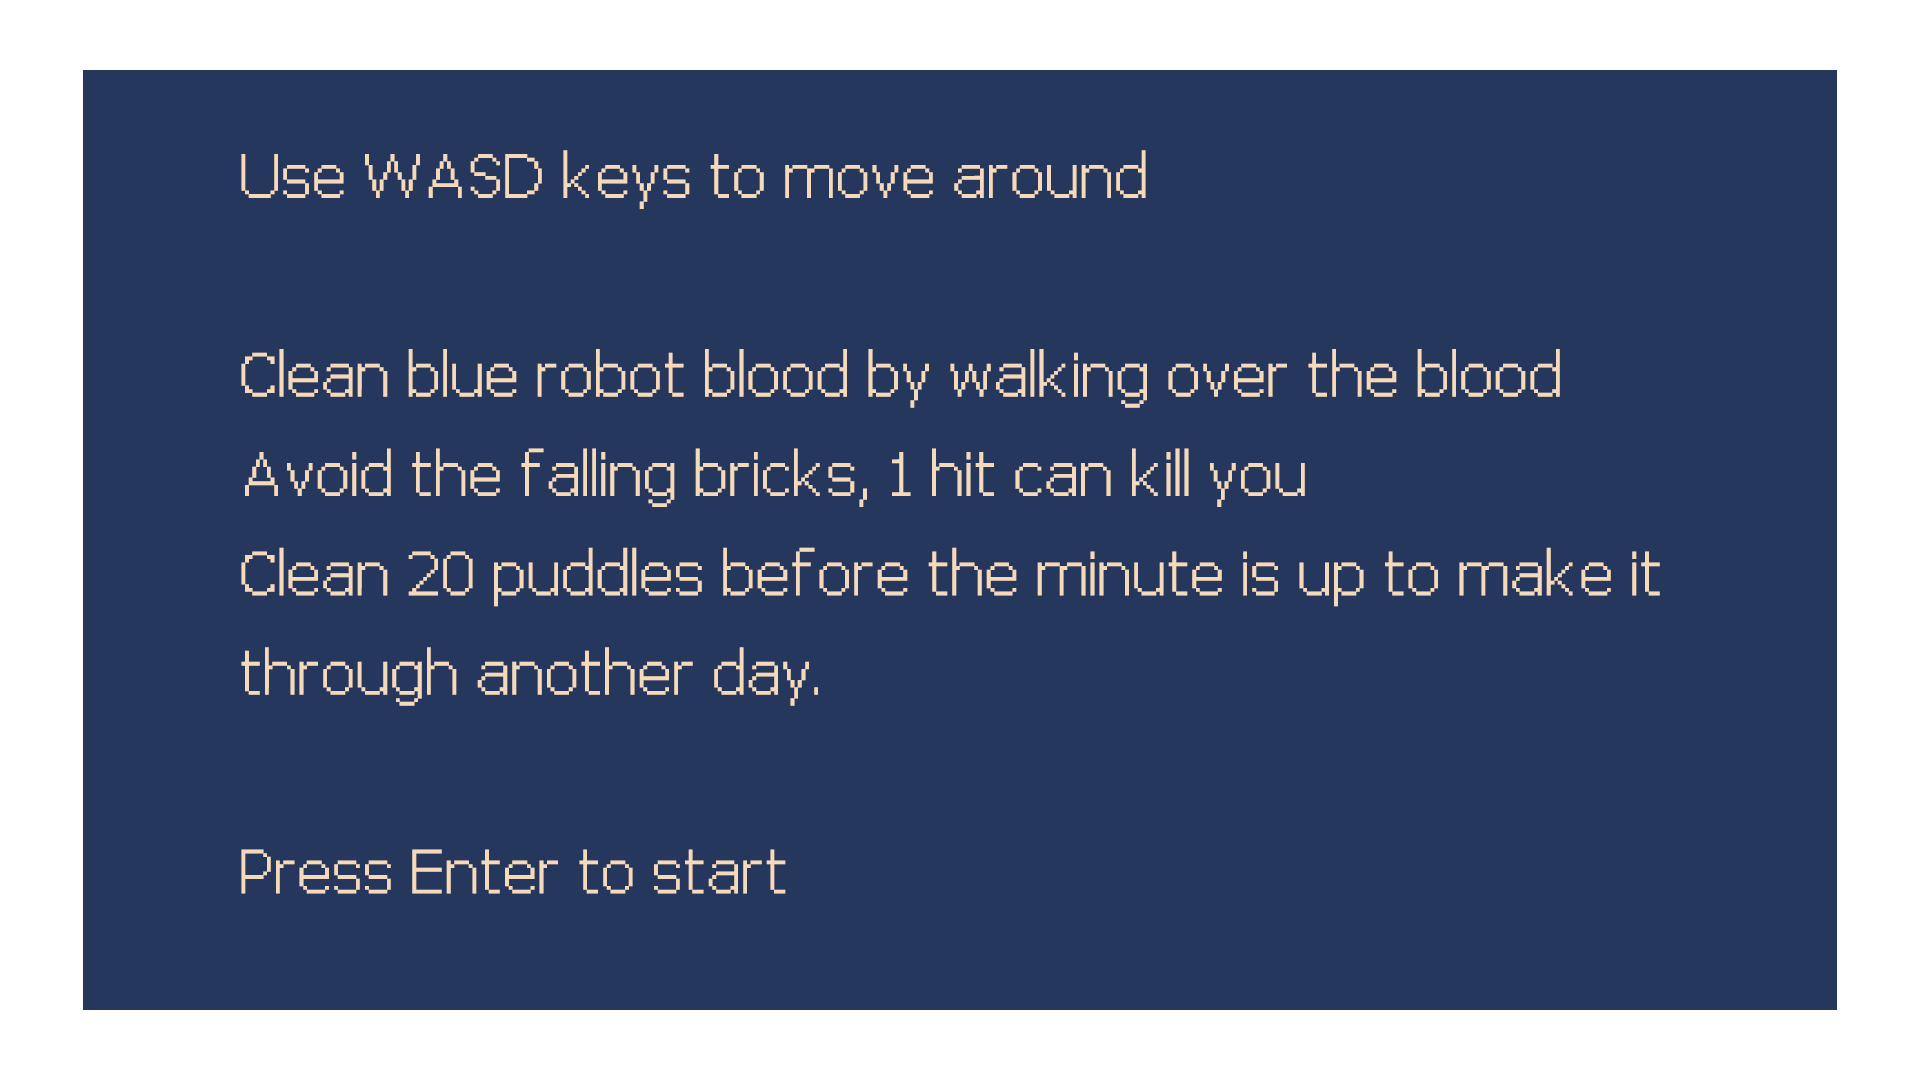 Use WASD keys to move around
Clean blue robot blood by walking over the blood
Avoid the falling bricks, 1 hit can kill you
Clean 20 puddles before the minute is up to make it
through another day.
Press Enter to start